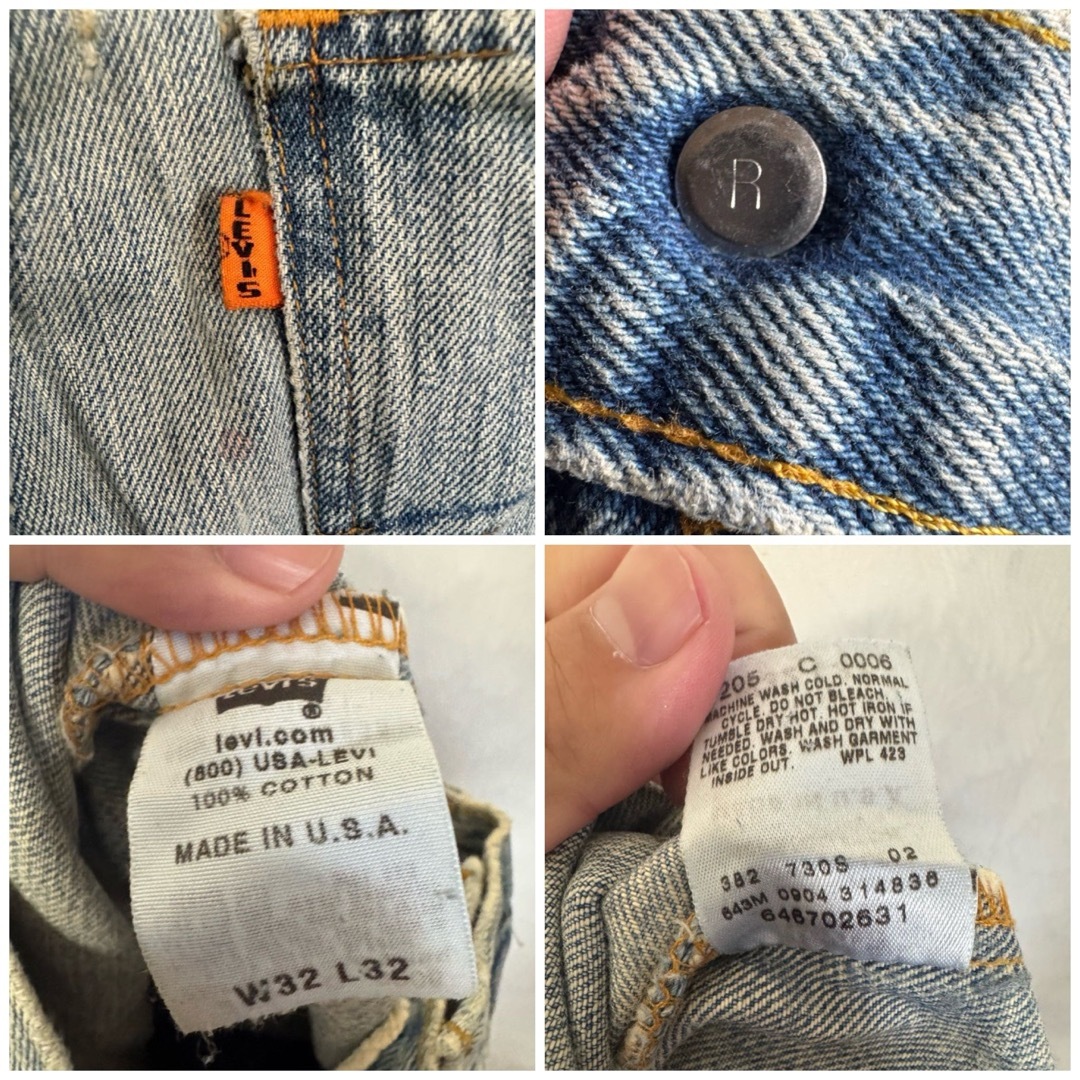 LEVI'S
R
LEVI'S
®
levi.com
(800) USA-LEVI
100% COTTON
MADE IN U.S.A.
W32 L32
205 C 0006
MACHINE WASH COLD. NORMAL
CYCLE. DO NOT BLEACH.
TUMBLE DRY HOT. HOT IRON IF
NEEDED. WASH AND DRY WITH
LIKE COLORS. WASH GARMENT
INSIDE OUT. WPL 423
382 730S 02
643M 0904 314836
646702631